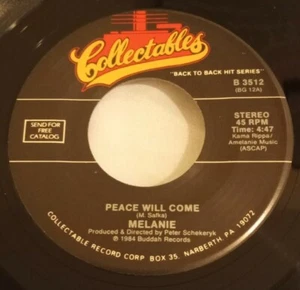 Collectables
"BACK TO BACK HIT SERIES"
B 3512
(BG 12A)
SEND FOR
FREE
CATALOG
STEREO
45 RPM
Time: 4:47
Kama Rippa/
Amelanie Music
(ASCAP)
PEACE WILL COME
(M. Safka)
MELANIE
Produced & Directed by Peter Schekeryk
© 1984 Buddah Records
COLLECTABLE RECORD CORP BOX 35, NARBERTH, PA 19072